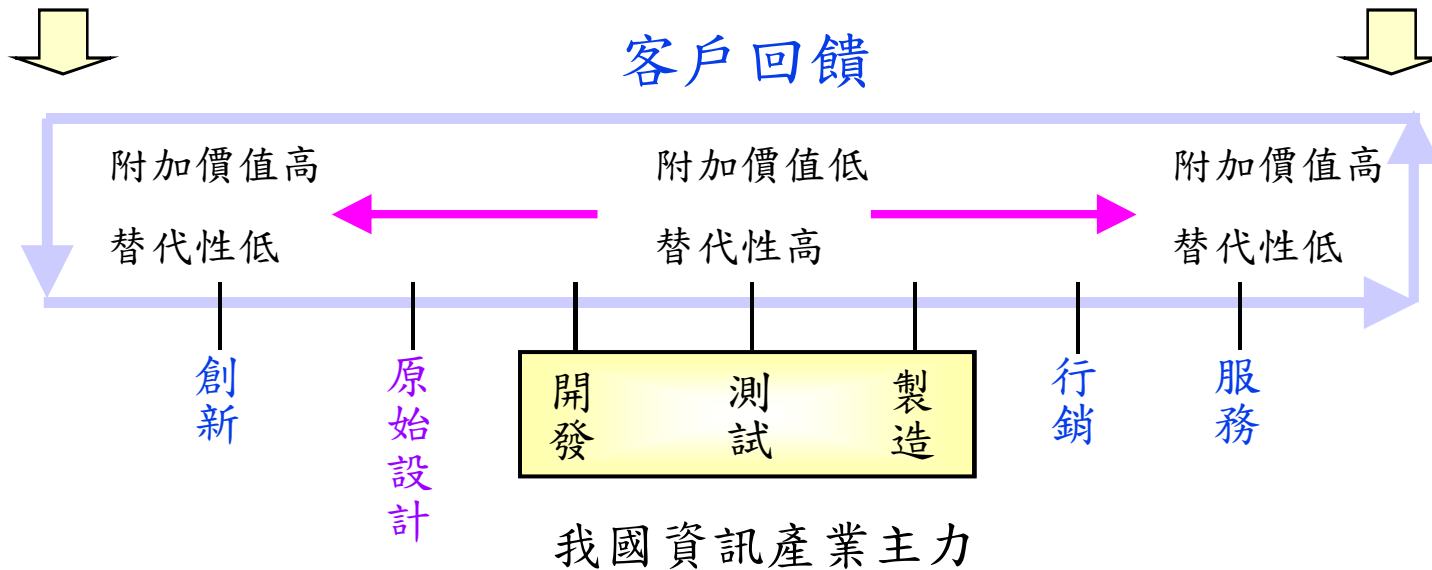 客戶回饋
附加價值高
附加價值低
附加價值高
替代性低
替代性高
替代性低
創新
原始設計
開發
測試
製造
行銷
服務
我國資訊產業主力